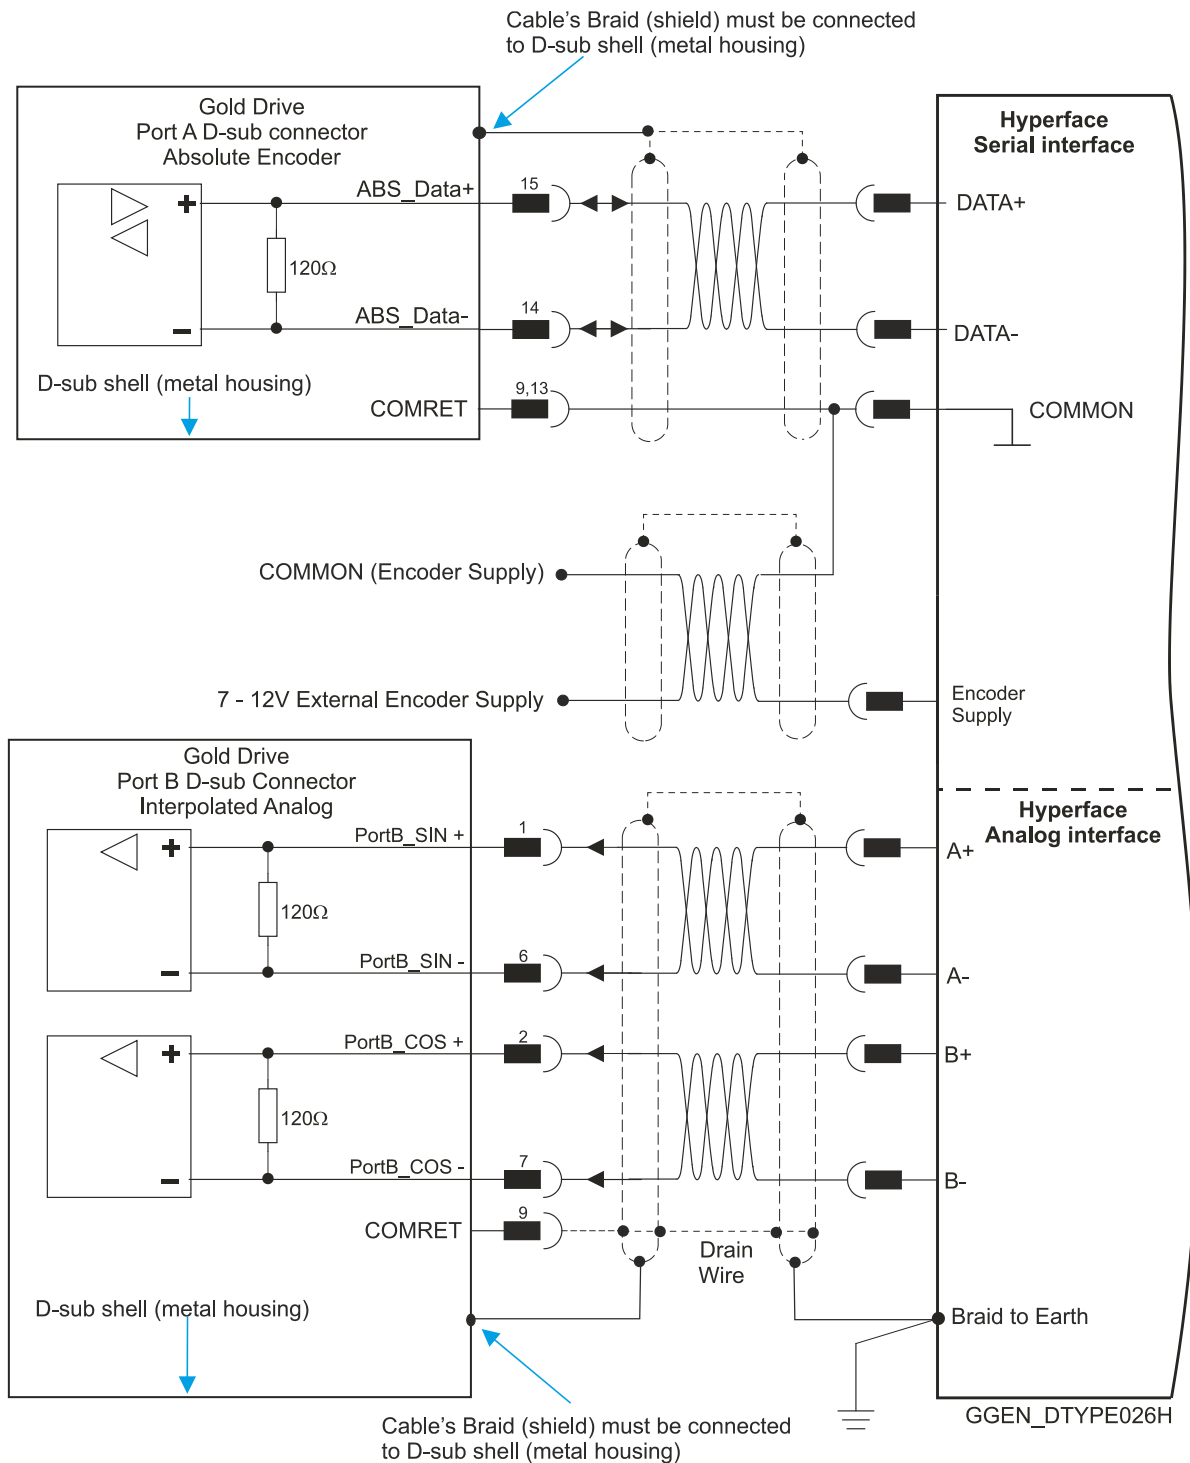 Cable's Braid (shield) must be connected
to D-sub shell (metal housing)
Gold Drive
Port A D-sub connector
Absolute Encoder
Hyperface
Serial interface
ABS_Data+
15
DATA+
+
120Ω
ABS_Data-
14
DATA-
-
D-sub shell (metal housing)
COMRET
9,13
COMMON
COMMON (Encoder Supply)
7 - 12V External Encoder Supply
Encoder
Supply
Gold Drive
Port B D-sub Connector
Interpolated Analog
Hyperface
Analog interface
PortB_SIN +
1
A+
+
120Ω
PortB_SIN -
6
A-
-
PortB_COS +
2
B+
+
120Ω
PortB_COS -
7
B-
-
COMRET
9
Drain
Wire
D-sub shell (metal housing)
Braid to Earth
Cable's Braid (shield) must be connected
to D-sub shell (metal housing)
GGEN_DTYPE026H